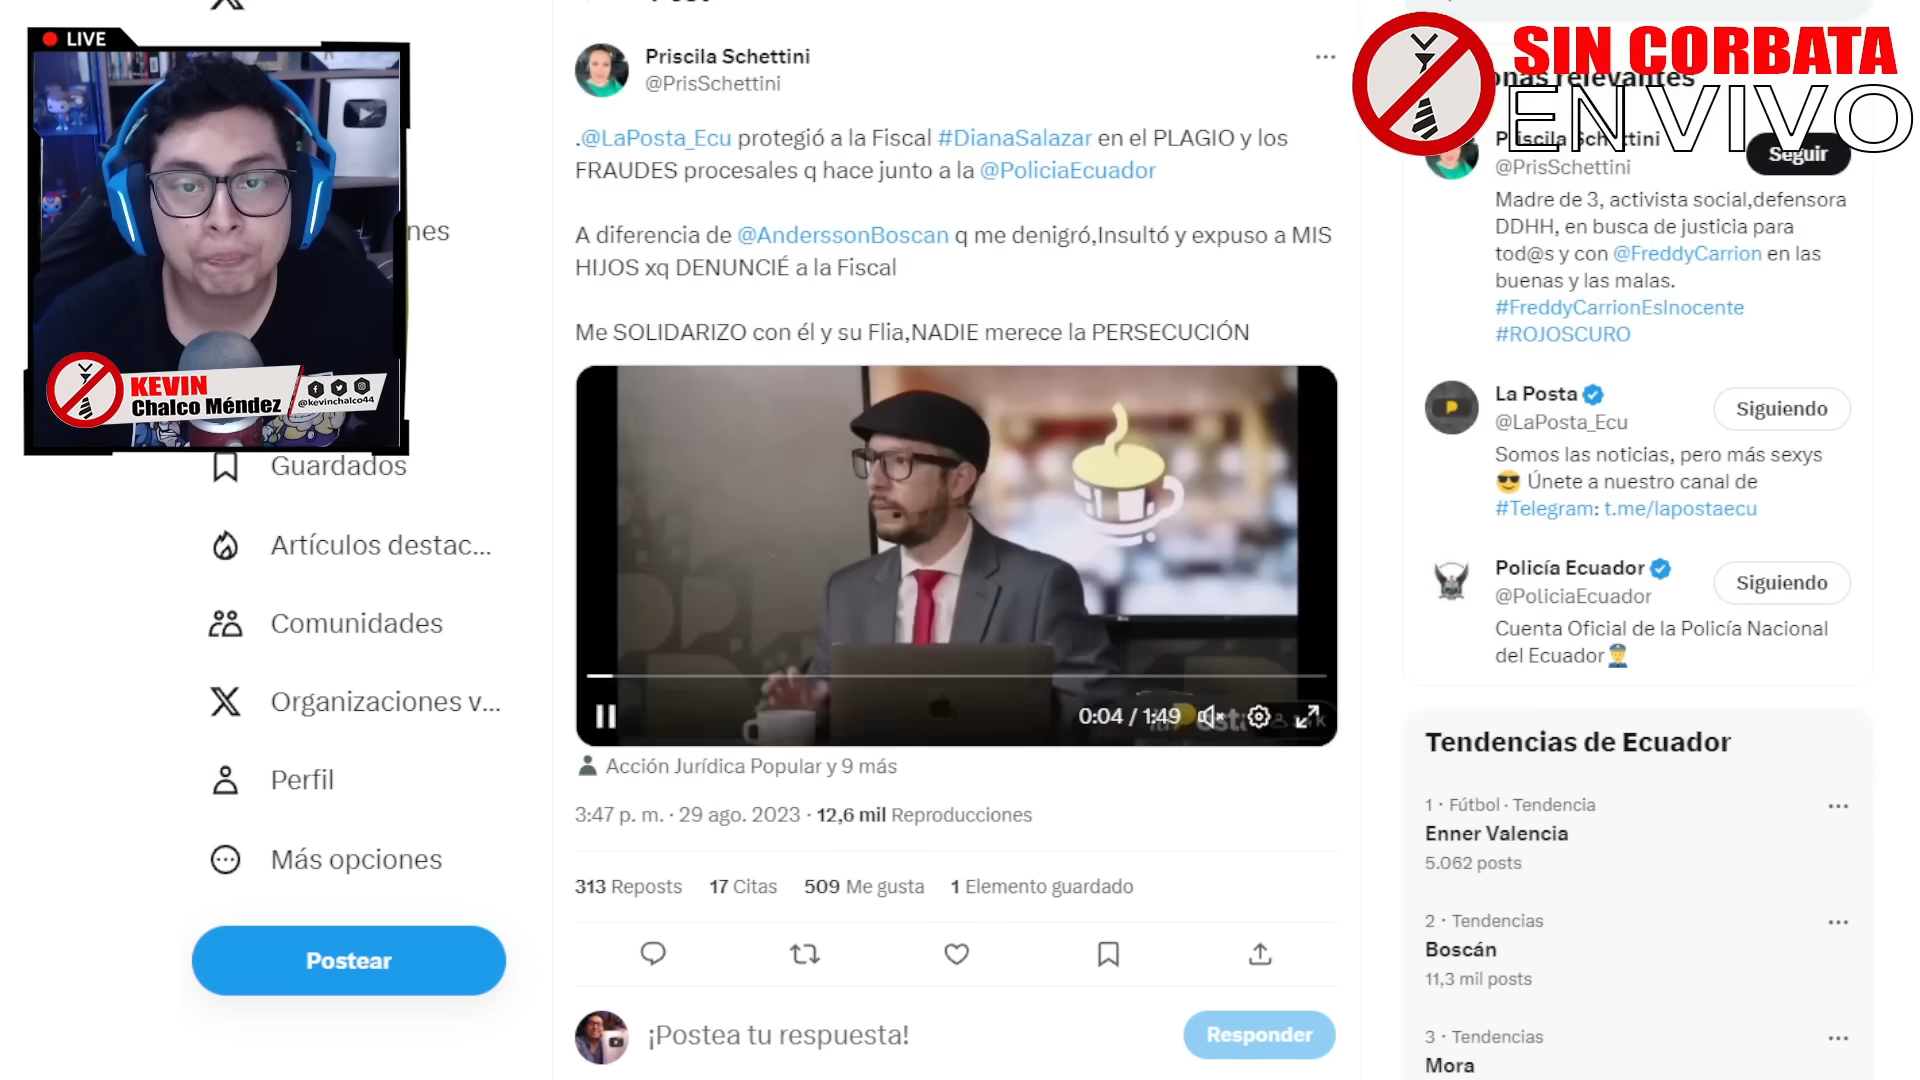 LIVE
KEVIN
Chalco Méndez
@kevinchalco44
nes
Guardados
Artículos destac...
Comunidades
Organizaciones v...
Perfil
Más opciones
Postear
Priscila Schettini
@PrisSchettini
.@LaPosta_Ecu protegió a la Fiscal #DianaSalazar en el PLAGIO y los
FRAUDES procesales q hace junto a la @PoliciaEcuador
A diferencia de @AnderssonBoscan q me denigró,Insultó y expuso a MIS
HIJOS xq DENUNCIÉ a la Fiscal
Me SOLIDARIZO con él y su Flia,NADIE merece la PERSECUCIÓN
0:04 / 1:49
Acción Jurídica Popular y 9 más
3:47 p. m. · 29 ago. 2023 · 12,6 mil Reproducciones
313 Reposts 17 Citas 509 Me gusta 1 Elemento guardado
¡Postea tu respuesta!
Responder
SIN CORBATA
EN VIVO
onas relevantes
Priscila Schettini
@PrisSchettini
Seguir
Madre de 3, activista social,defensora
DDHH, en busca de justicia para
tod@s y con @FreddyCarrion en las
buenas y las malas.
#FreddyCarrionEsInocente
#ROJOSCURO
La Posta
@LaPosta_Ecu
Siguiendo
Somos las noticias, pero más sexys
😎 Únete a nuestro canal de
#Telegram: t.me/lapostaecu
Policía Ecuador
@PoliciaEcuador
Siguiendo
Cuenta Oficial de la Policía Nacional
del Ecuador👮
Tendencias de Ecuador
1 · Fútbol · Tendencia
Enner Valencia
5.062 posts
2 · Tendencias
Boscán
11,3 mil posts
3 · Tendencias
Mora